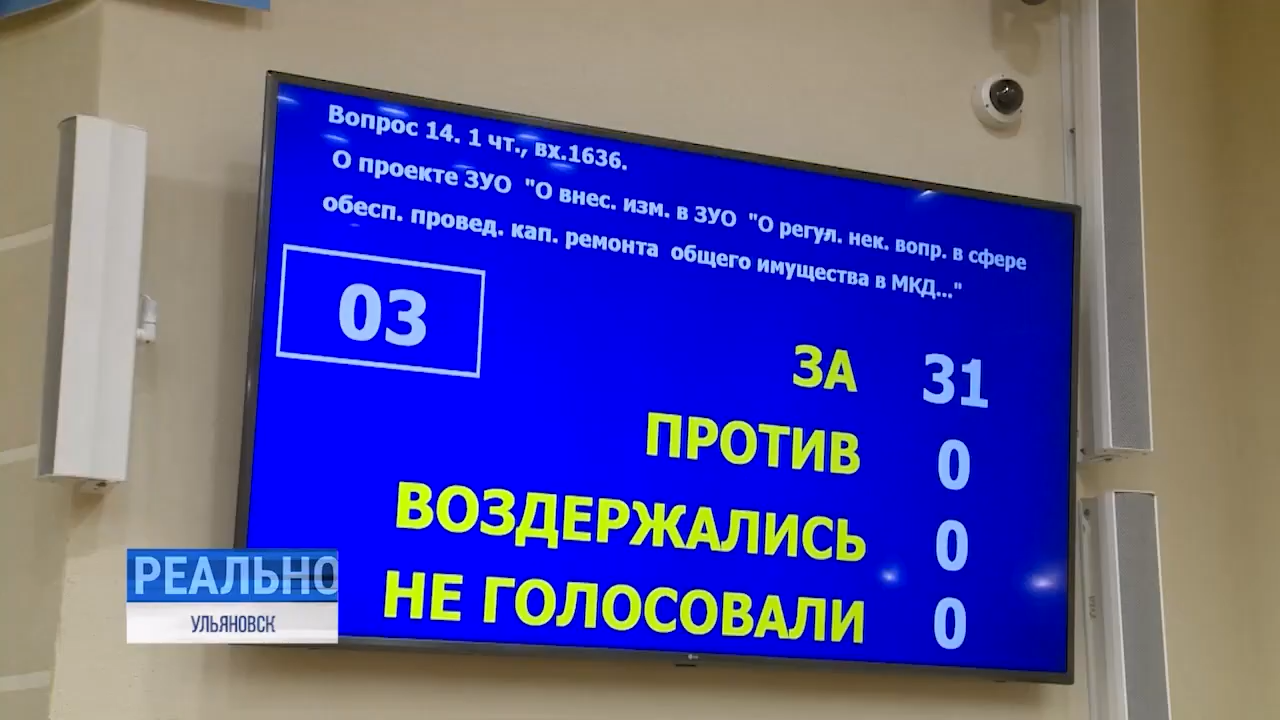 Вопрос 14. 1 чт., вх.1636.
О проекте ЗУО "О внес. изм. в ЗУО "О регул. нек. вопр. в сфере
обесп. провед. кап. ремонта общего имущества в МКД..."
03
ЗА 31
ПРОТИВ 0
ВОЗДЕРЖАЛИСЬ 0
НЕ ГОЛОСОВАЛИ 0
РЕАЛЬНО
УЛЬЯНОВСК